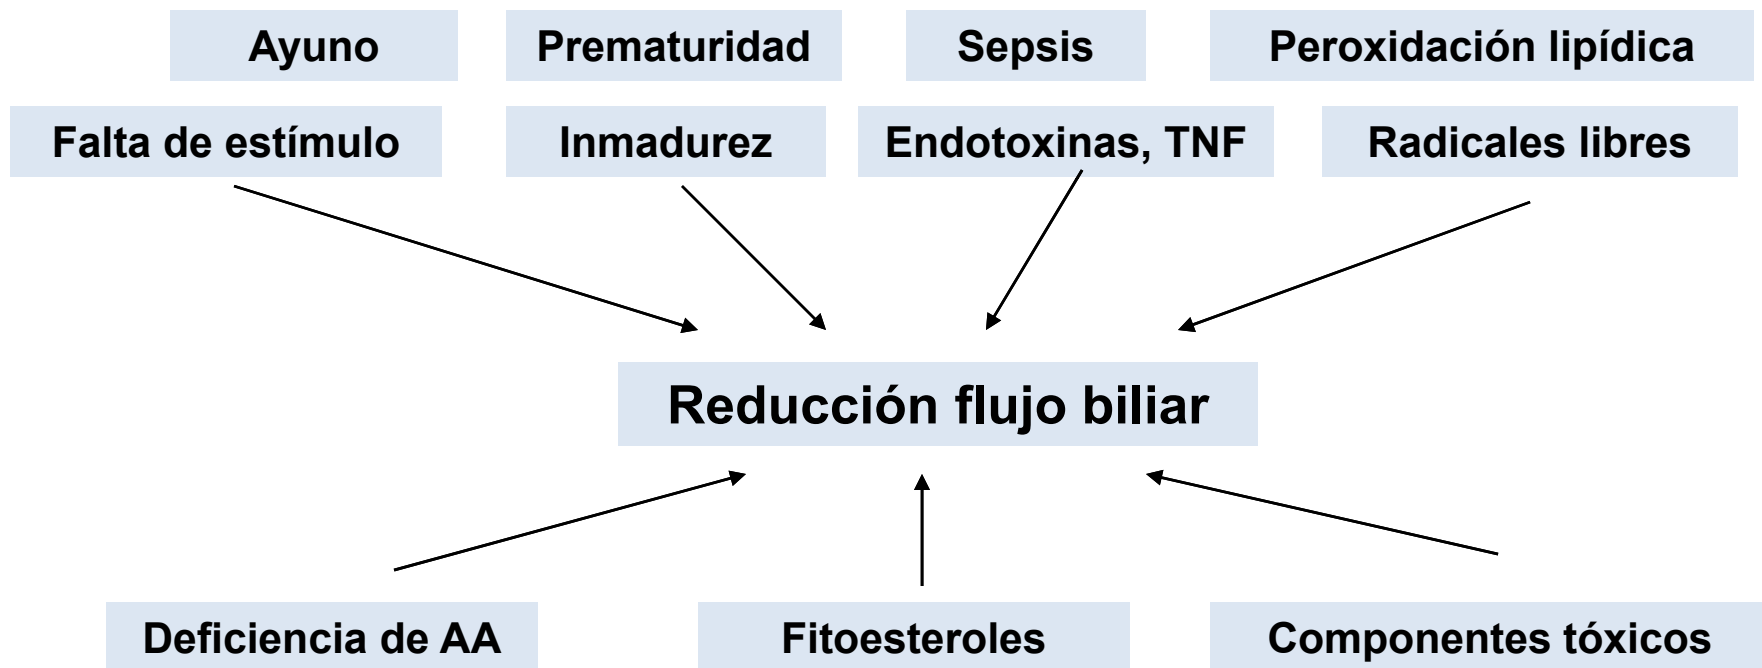 Ayuno
Prematuridad
Sepsis
Peroxidación lipídica
Falta de estímulo
Inmadurez
Endotoxinas, TNF
Radicales libres
Reducción flujo biliar
Deficiencia de AA
Fitoesteroles
Componentes tóxicos